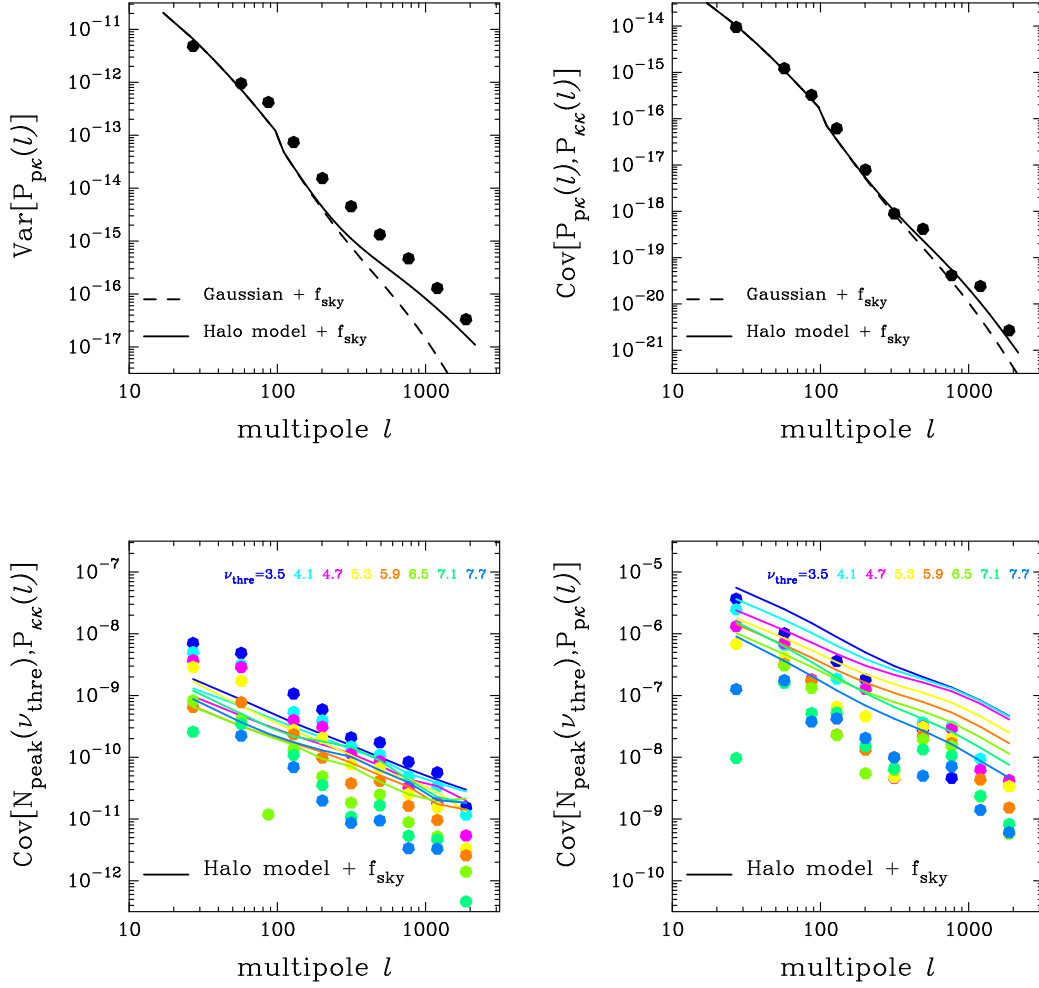 Var[P_pκ(l)]
10^-11
10^-12
10^-13
10^-14
10^-15
10^-16
10^-17
Gaussian + f_sky
Halo model + f_sky
10 100 1000
multipole l
Cov[P_pκ(l),P_κκ(l)]
10^-14
10^-15
10^-16
10^-17
10^-18
10^-19
10^-20
10^-21
Gaussian + f_sky
Halo model + f_sky
10 100 1000
multipole l
Cov[N_peak(ν_thre),P_κκ(l)]
10^-7
10^-8
10^-9
10^-10
10^-11
10^-12
ν_thre=3.5 4.1 4.7 5.3 5.9 6.5 7.1 7.7
Halo model + f_sky
10 100 1000
multipole l
Cov[N_peak(ν_thre),P_pκ(l)]
10^-5
10^-6
10^-7
10^-8
10^-9
10^-10
ν_thre=3.5 4.1 4.7 5.3 5.9 6.5 7.1 7.7
Halo model + f_sky
10 100 1000
multipole l